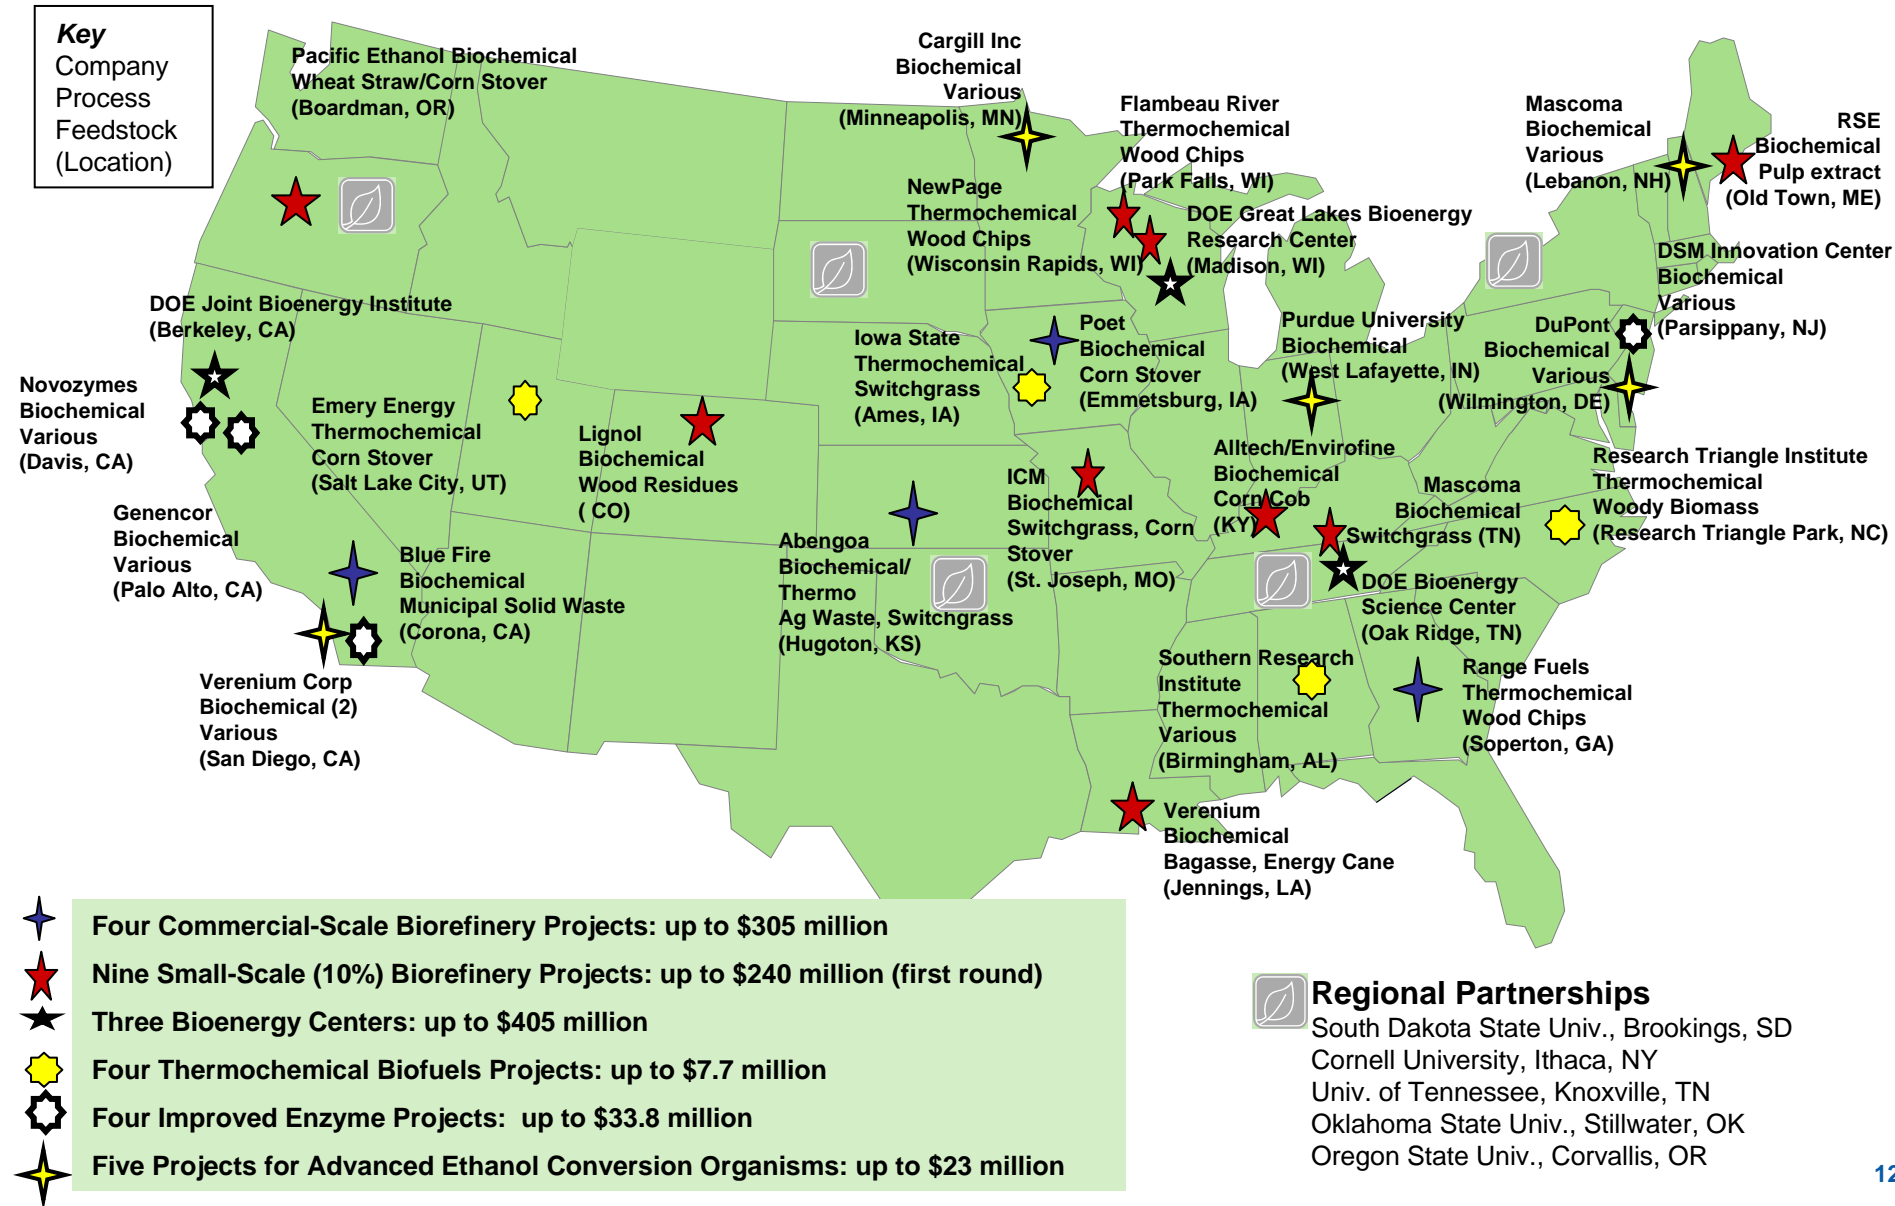 Key
Company
Process
Feedstock
(Location)
Pacific Ethanol Biochemical
Wheat Straw/Corn Stover
(Boardman, OR)
Cargill Inc
Biochemical
Various
(Minneapolis, MN)
Flambeau River
Thermochemical
Wood Chips
(Park Falls, WI)
Mascoma
Biochemical
Various
(Lebanon, NH)
RSE
Biochemical
Pulp extract
(Old Town, ME)
NewPage
Thermochemical
Wood Chips
(Wisconsin Rapids, WI)
DOE Great Lakes Bioenergy
Research Center
(Madison, WI)
DSM Innovation Center
Biochemical
Various
(Parsippany, NJ)
DOE Joint Bioenergy Institute
(Berkeley, CA)
Iowa State
Thermochemical
Switchgrass
(Ames, IA)
Poet
Biochemical
Corn Stover
(Emmetsburg, IA)
Purdue University
Biochemical
(West Lafayette, IN)
DuPont
Biochemical
Various
(Wilmington, DE)
Novozymes
Biochemical
Various
(Davis, CA)
Emery Energy
Thermochemical
Corn Stover
(Salt Lake City, UT)
Lignol
Biochemical
Wood Residues
( CO)
ICM
Biochemical
Switchgrass, Corn
Stover
(St. Joseph, MO)
Alltech/Envirofine
Biochemical
Corn Cob
(KY)
Mascoma
Biochemical
Switchgrass (TN)
Research Triangle Institute
Thermochemical
Woody Biomass
(Research Triangle Park, NC)
Genencor
Biochemical
Various
(Palo Alto, CA)
Blue Fire
Biochemical
Municipal Solid Waste
(Corona, CA)
Abengoa
Biochemical/
Thermo
Ag Waste, Switchgrass
(Hugoton, KS)
DOE Bioenergy
Science Center
(Oak Ridge, TN)
Verenium Corp
Biochemical (2)
Various
(San Diego, CA)
Southern Research
Institute
Thermochemical
Various
(Birmingham, AL)
Range Fuels
Thermochemical
Wood Chips
(Soperton, GA)
Verenium
Biochemical
Bagasse, Energy Cane
(Jennings, LA)
Four Commercial-Scale Biorefinery Projects: up to $305 million
Nine Small-Scale (10%) Biorefinery Projects: up to $240 million (first round)
Three Bioenergy Centers: up to $405 million
Four Thermochemical Biofuels Projects: up to $7.7 million
Four Improved Enzyme Projects: up to $33.8 million
Five Projects for Advanced Ethanol Conversion Organisms: up to $23 million
Regional Partnerships
South Dakota State Univ., Brookings, SD
Cornell University, Ithaca, NY
Univ. of Tennessee, Knoxville, TN
Oklahoma State Univ., Stillwater, OK
Oregon State Univ., Corvallis, OR
12